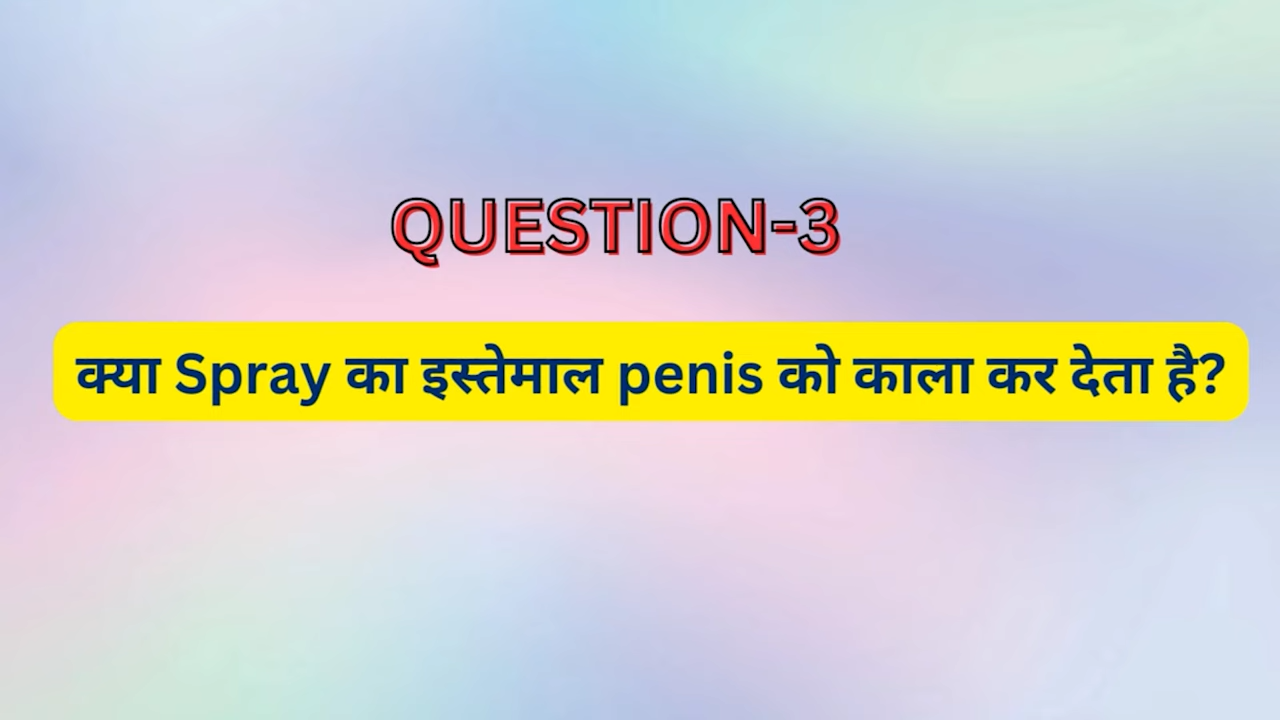 QUESTION-3
क्या Spray का इस्तेमाल penis को काला कर देता है?